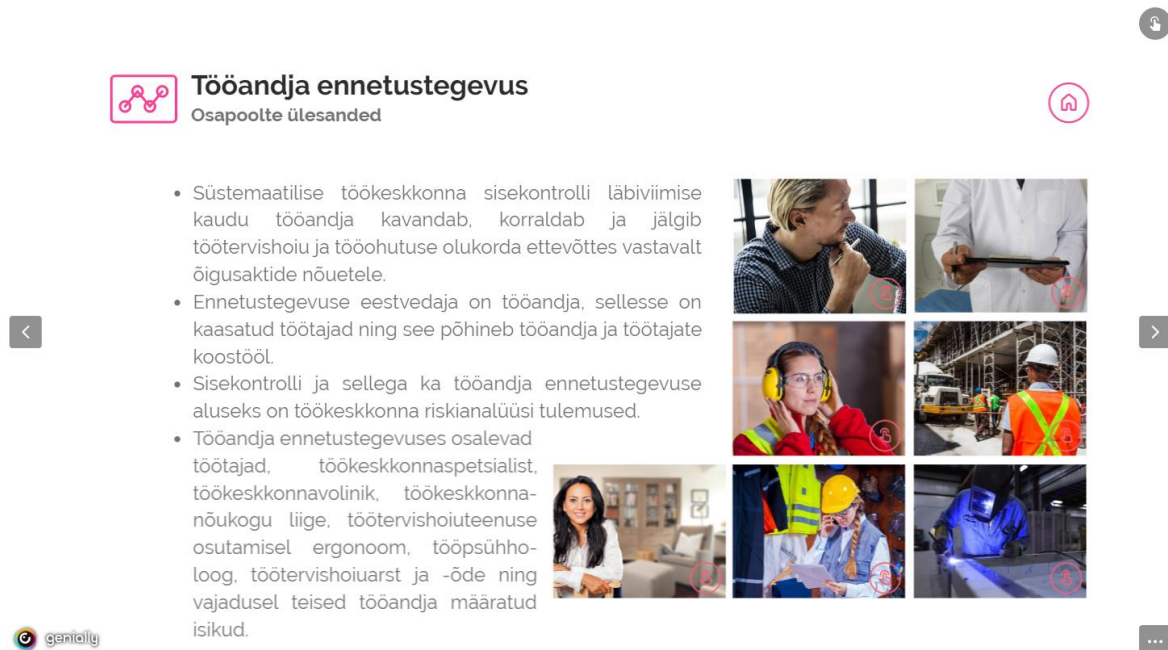 Tööandja ennetustegevus
Osapoolte ülesanded
• Süstemaatilise töökeskkonna sisekontrolli läbiviimise
kaudu tööandja kavandab, korraldab ja jälgib
töötervishoiu ja tööohutuse olukorda ettevõttes vastavalt
õigusaktide nõuetele.
• Ennetustegevuse eestvedaja on tööandja, sellesse on
kaasatud töötajad ning see põhineb tööandja ja töötajate
koostööl.
• Sisekontrolli ja sellega ka tööandja ennetustegevuse
aluseks on töökeskkonna riskianalüüsi tulemused.
• Tööandja ennetustegevuses osalevad
töötajad, töökeskkonnaspetsialist,
töökeskkonnavolinik, töökeskkonna-
nõukogu liige, töötervishoiuteenuse
osutamisel ergonoom, tööpsühho-
loog, töötervishoiuarst ja -õde ning
vajadusel teised tööandja määratud
isikud.
genially